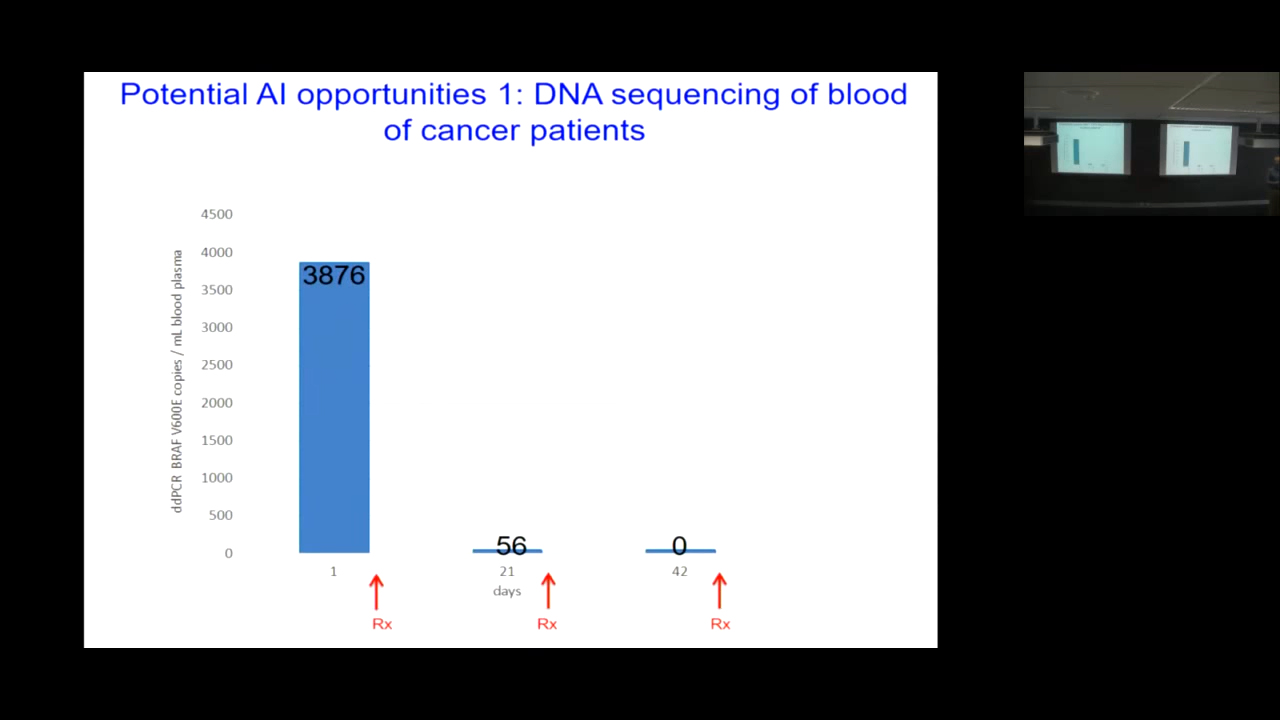 Potential AI opportunities 1: DNA sequencing of blood
of cancer patients
ddPCR BRAF V600E copies / mL blood plasma
4500
4000
3500
3000
2500
2000
1500
1000
500
0
3876
56
0
1
21
42
days
Rx
Rx
Rx